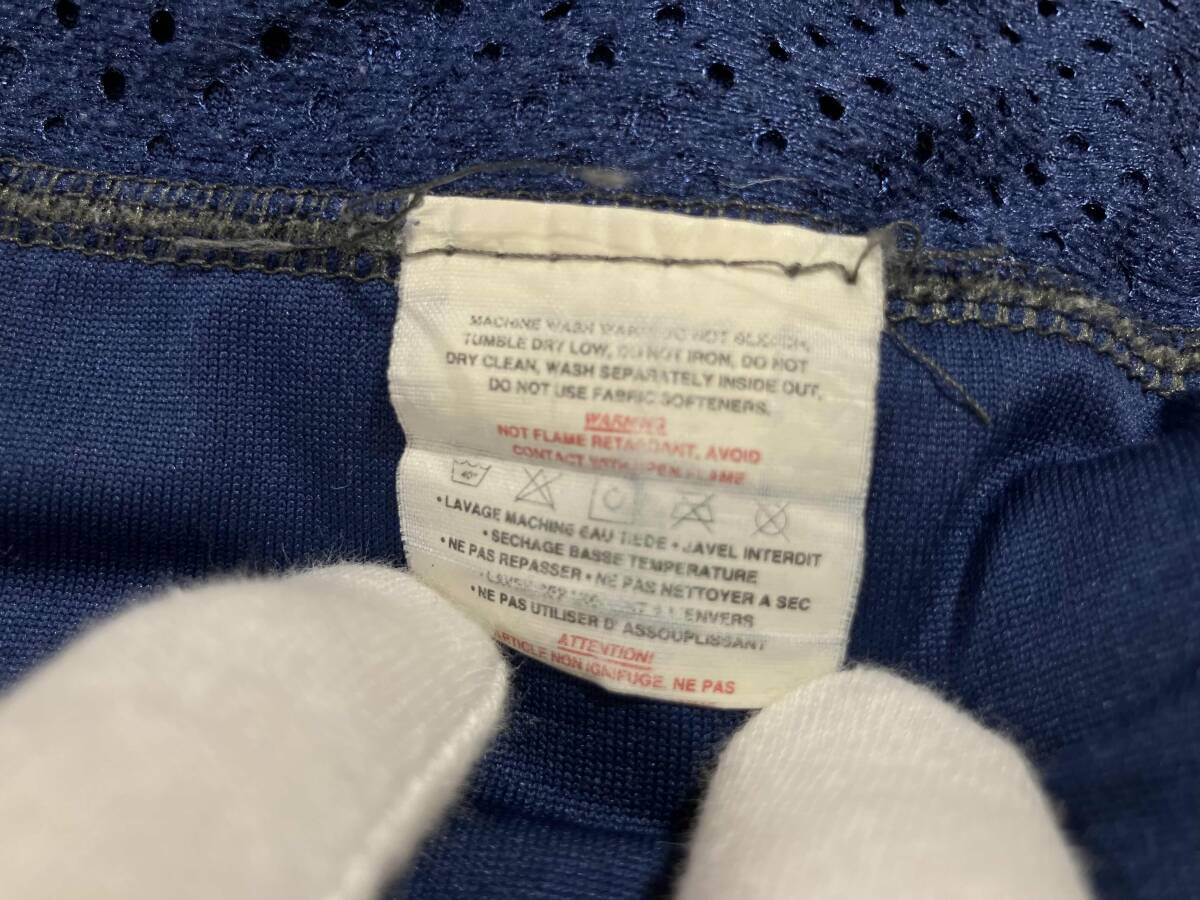 MACHINE WASH WARM, DO NOT BLEACH,
TUMBLE DRY LOW, DO NOT IRON, DO NOT
DRY CLEAN, WASH SEPARATELY INSIDE OUT,
DO NOT USE FABRIC SOFTENERS.
WARNING
NOT FLAME RETARDANT, AVOID
CONTACT WITH OPEN FLAME
40°
• LAVAGE MACHINE EAU TIEDE • JAVEL INTERDIT
• SECHAGE BASSE TEMPERATURE
• NE PAS REPASSER • NE PAS NETTOYER A SEC
ENVERS
• NE PAS UTILISER D' ASSOUPLISSANT
ATTENTION!
ARTICLE NON IGNIFUGE. NE PAS